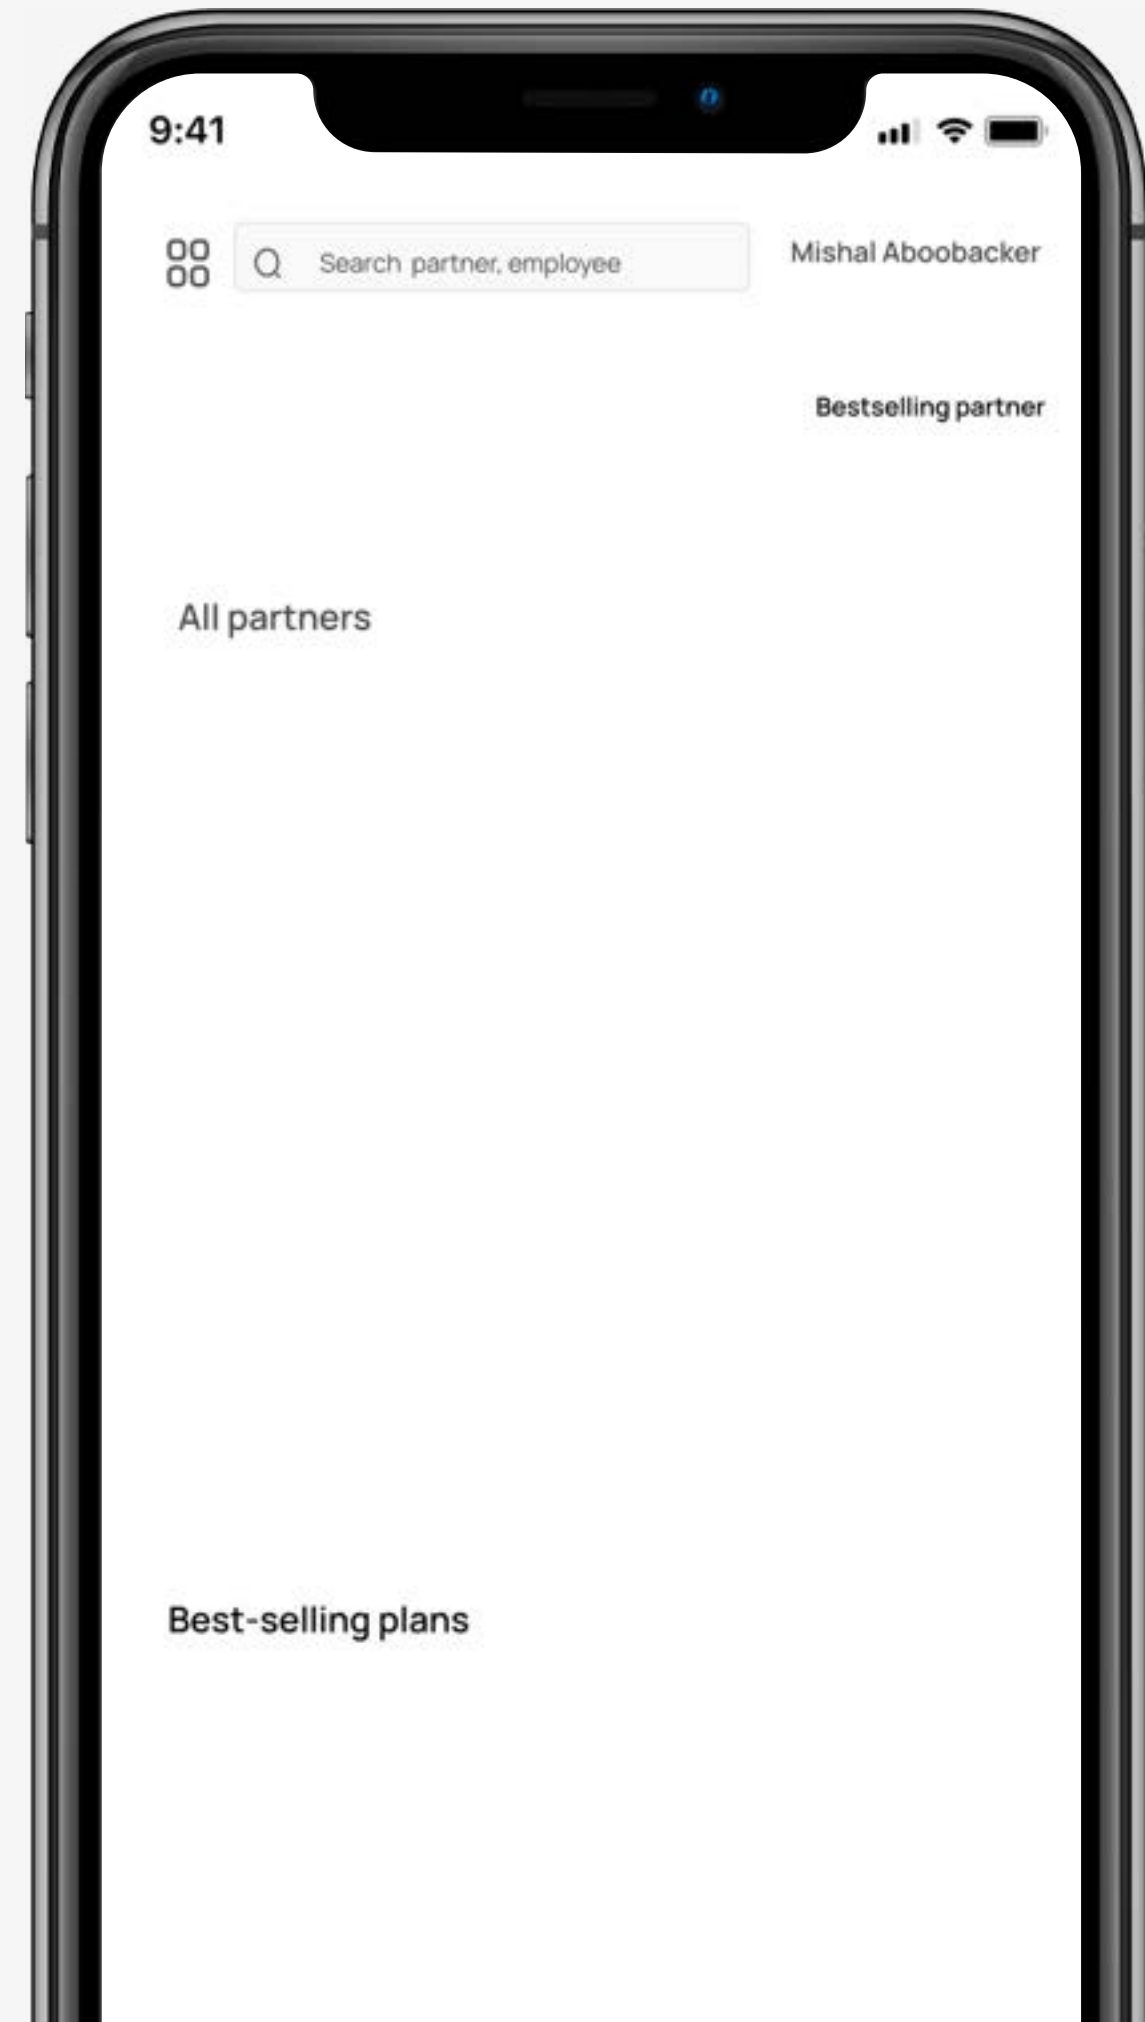 9:41
Search partner, employee
Mishal Aboobacker
Bestselling partner
All partners
Best-selling plans